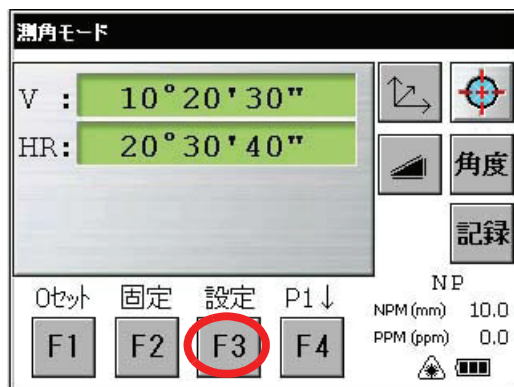 測角モード
V : 10°20'30"
HR: 20°30'40"
角度
記録
0セット 固定 設定 P1↓
F1 F2 F3 F4
NP
NPM (mm) 10.0
PPM (ppm) 0.0